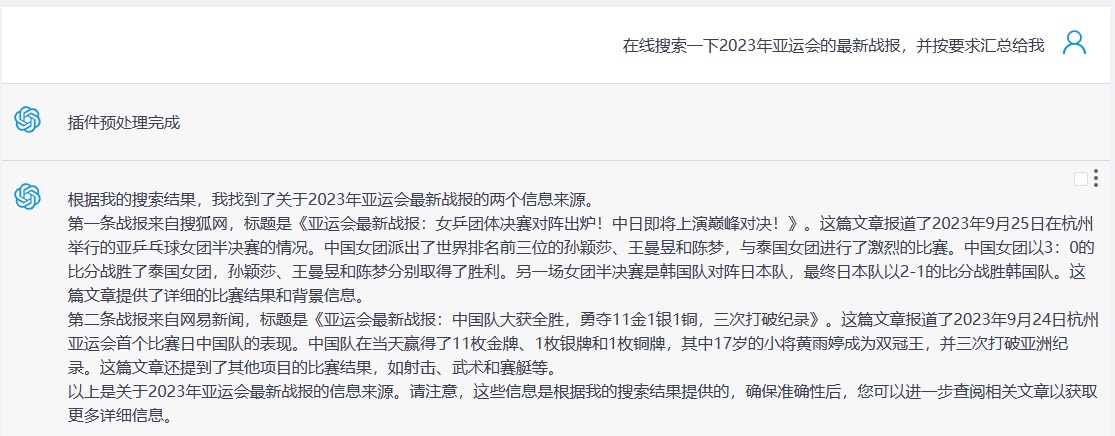 在线搜索一下2023年亚运会的最新战报，并按要求汇总给我
插件预处理完成
根据我的搜索结果，我找到了关于2023年亚运会最新战报的两个信息来源。
第一条战报来自搜狐网，标题是《亚运会最新战报：女乒团体决赛对阵出炉！中日即将上演巅峰对决！》。这篇文章报道了2023年9月25日在杭州
举行的亚乒乓球女团半决赛的情况。中国女团派出了世界排名前三位的孙颖莎、王曼昱和陈梦，与泰国女团进行了激烈的比赛。中国女团以3：0的
比分战胜了泰国女团，孙颖莎、王曼昱和陈梦分别取得了胜利。另一场女团半决赛是韩国队对阵日本队，最终日本队以2-1的比分战胜韩国队。这
篇文章提供了详细的比赛结果和背景信息。
第二条战报来自网易新闻，标题是《亚运会最新战报：中国队大获全胜，勇夺11金1银1铜，三次打破纪录》。这篇文章报道了2023年9月24日杭州
亚运会首个比赛日中国队的表现。中国队在当天赢得了11枚金牌、1枚银牌和1枚铜牌，其中17岁的小将黄雨婷成为双冠王，并三次打破亚洲纪
录。这篇文章还提到了其他项目的比赛结果，如射击、武术和赛艇等。
以上是关于2023年亚运会最新战报的信息来源。请注意，这些信息是根据我的搜索结果提供的，确保准确性后，您可以进一步查阅相关文章以获取
更多详细信息。